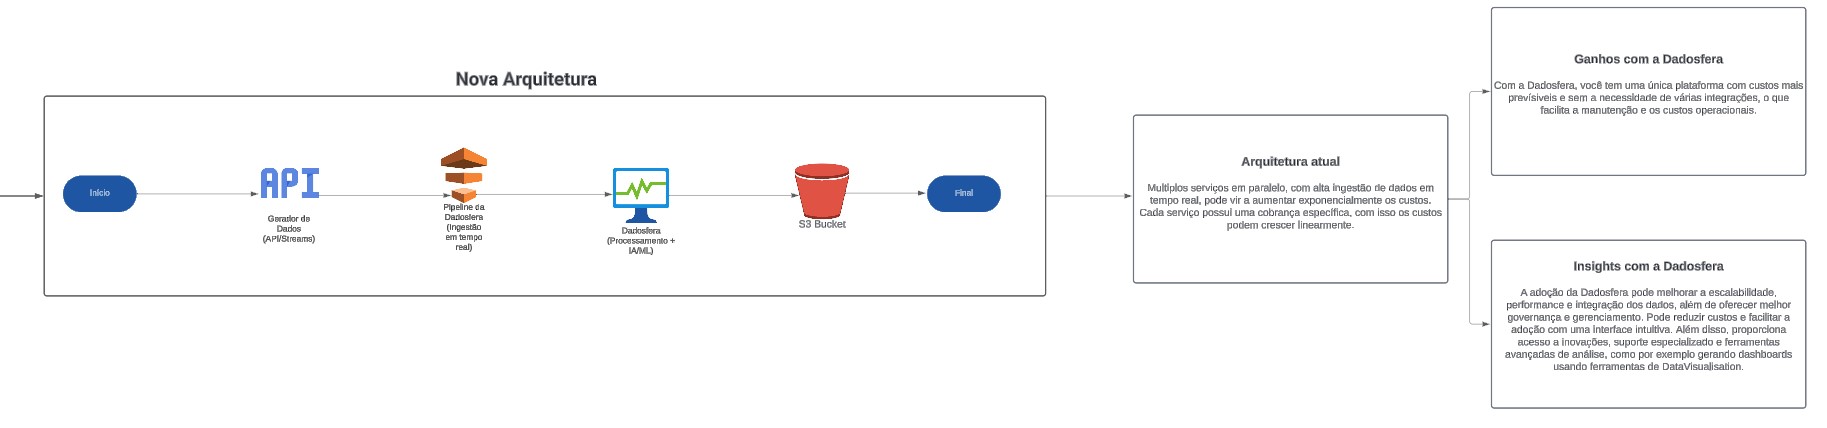 Nova Arquitetura
Início
API
Gerador de
Dados
(API/Streams)
Pipeline da
Dadosfera
(Ingestão
em tempo
real)
Dadosfera
(Processamento +
IA/ML)
S3 Bucket
Final
Arquitetura atual
Multiplos serviços em paralelo, com alta ingestão de dados em
tempo real, pode vir a aumentar exponencialmente os custos.
Cada serviço possui uma cobrança específica, com isso os custos
podem crescer linearmente.
Ganhos com a Dadosfera
Com a Dadosfera, você tem uma única plataforma com custos mais
previsiveis e sem a necessidade de várias integrações, o que
facilita a manutenção e os custos operacionais.
Insights com a Dadosfera
A adoção da Dadosfera pode melhorar a escalabilidade,
performance e integração dos dados, além de oferecer melhor
governança e gerenciamento. Pode reduzir custos e facilitar a
adoção com uma interface intuitiva. Além disso, proporciona
acesso a inovações, suporte especializado e ferramentas
avançadas de análise, como por exemplo gerando dashboards
usando ferramentas de DataVisualisation.